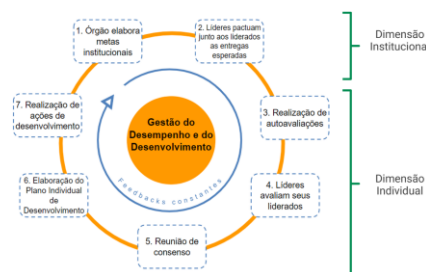 1. Órgão elabora
metas
institucionais
2. Líderes pactuam
junto aos liderados
as entregas
esperadas
Dimensão
Instituciona
7. Realização de
ações de
desenvolvimento
Gestão do
Desempenho e do
Desenvolvimento
3. Realização de
autoavaliações
6. Elaboração do
Plano Individual
de
Desenvolvimento
Feedbacks constantes
4. Líderes
avaliam seus
liderados
Dimensão
Individual
5. Reunião de
consenso